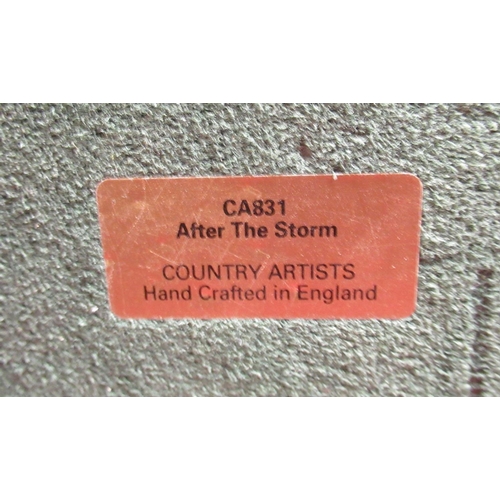 CA831
After The Storm
COUNTRY ARTISTS
Hand Crafted in England